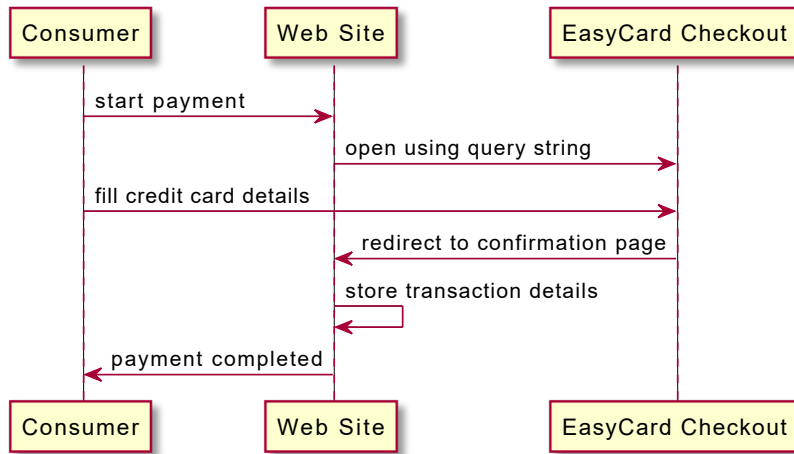 Consumer
Web Site
EasyCard Checkout
start payment
open using query string
fill credit card details
redirect to confirmation page
store transaction details
payment completed
Consumer
Web Site
EasyCard Checkout